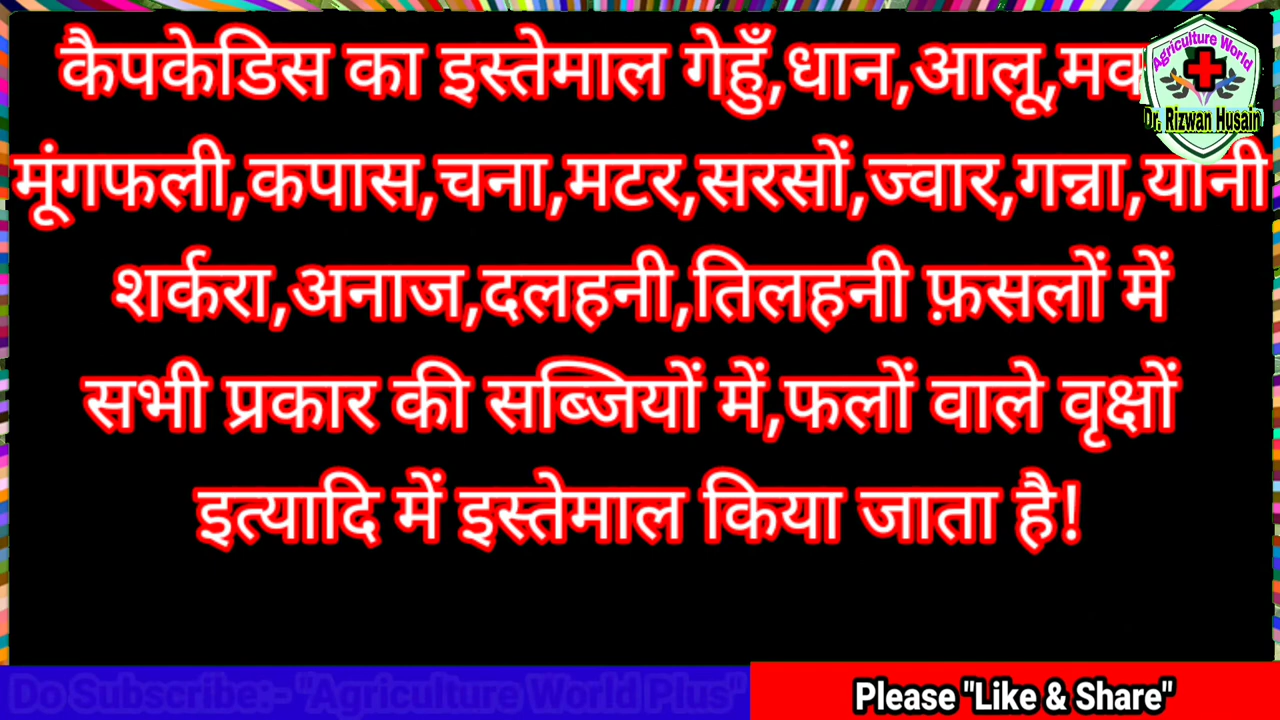 कैपकेडिस का इस्तेमाल गेहुँ,धान,आलू,
Agriculture World
Dr. Rizwan Husain
मूंगफली,कपास,चना,मटर,सरसों,ज्वार,गन्ना,यानी
शर्करा,अनाज,दलहनी,तिलहनी फ़सलों में
सभी प्रकार की सब्जियों में,फलों वाले वृक्षों
इत्यादि में इस्तेमाल किया जाता है!
Do Subscribe:- "Agriculture World Plus"
Please "Like & Share"